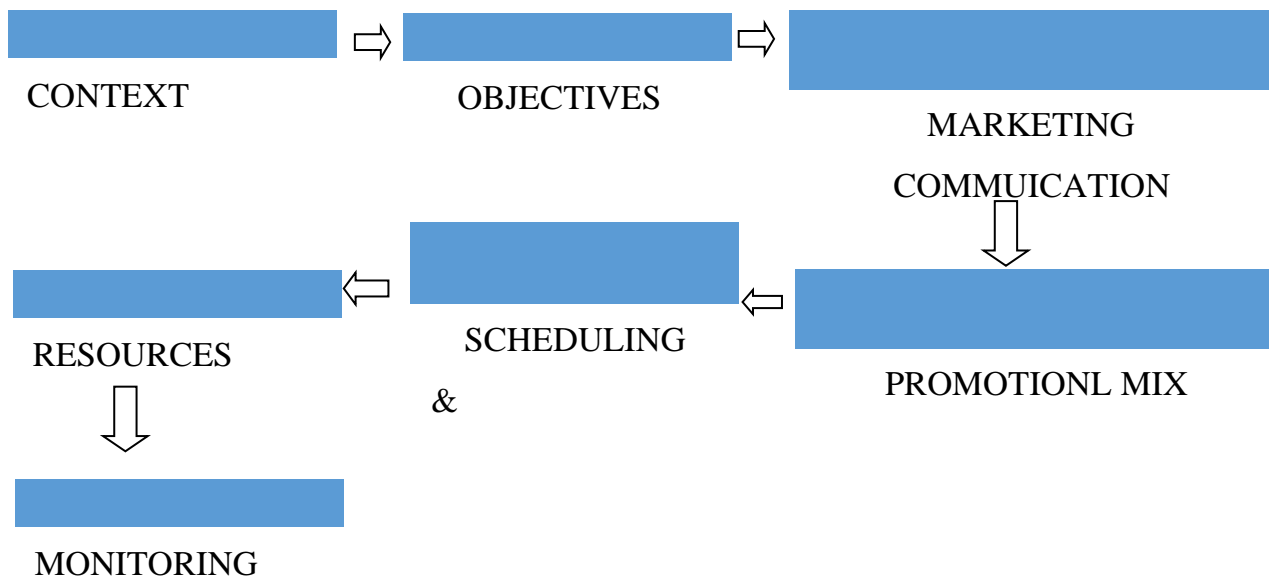 CONTEXT
OBJECTIVES
MARKETING
COMMUICATION
PROMOTIONL MIX
SCHEDULING
&
RESOURCES
MONITORING